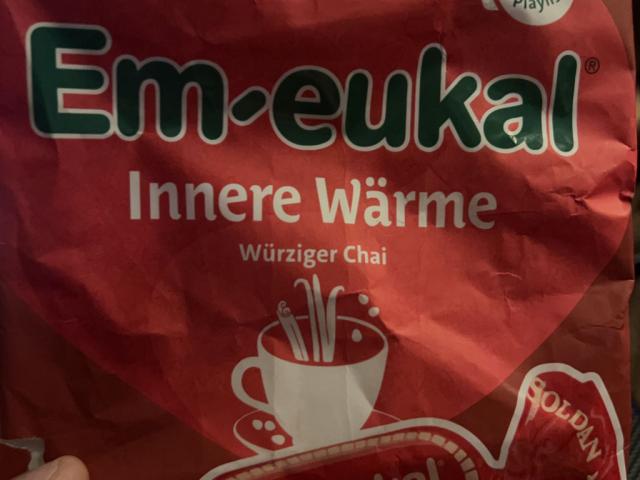 Em-eukal®
Innere Wärme
Würziger Chai
SOLDAN